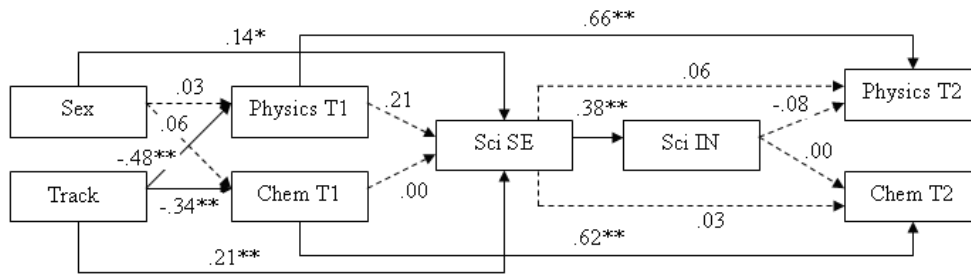 .66**
.14*
.03
.06
Sex
Physics T1
.21
.38**
-.08
Physics T2
.06
-.48**
Sci SE
Sci IN
.00
Track
-.34**
Chem T1
.00
.03
Chem T2
.21**
.62**